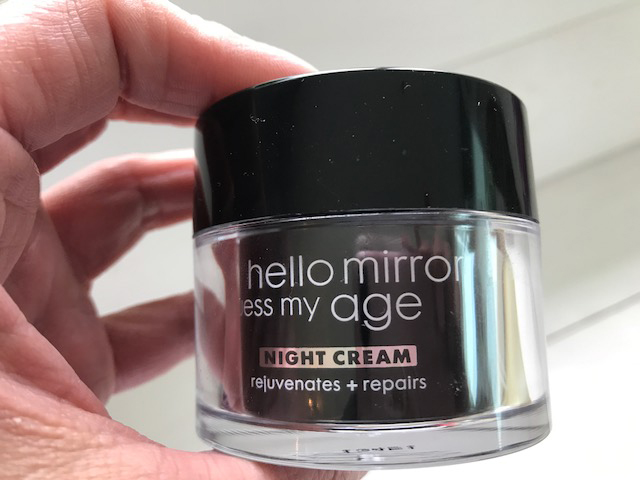 hello mirror
ess my age
NIGHT CREAM
rejuvenates + repairs